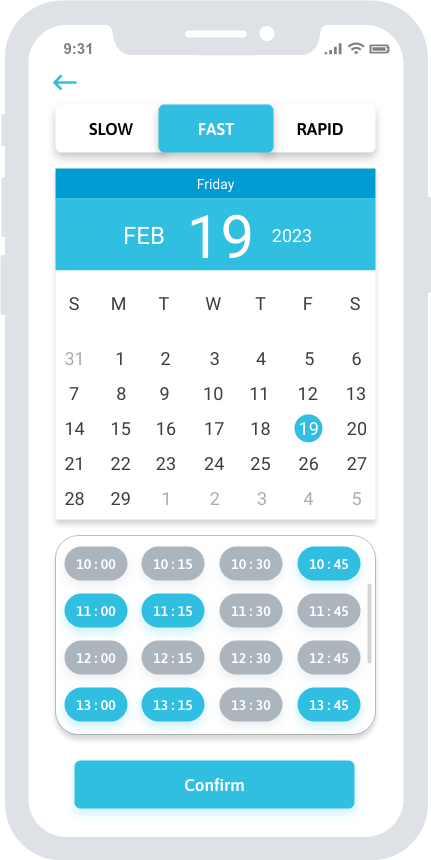 9:31
SLOW FAST RAPID
Friday
FEB 19 2023
S M T W T F S
31 1 2 3 4 5 6
7 8 9 10 11 12 13
14 15 16 17 18 19 20
21 22 23 24 25 26 27
28 29 1 2 3 4 5
10 : 00 10 : 15 10 : 30 10 : 45
11 : 00 11 : 15 11 : 30 11 : 45
12 : 00 12 : 15 12 : 30 12 : 45
13 : 00 13 : 15 13 : 30 13 : 45
Confirm